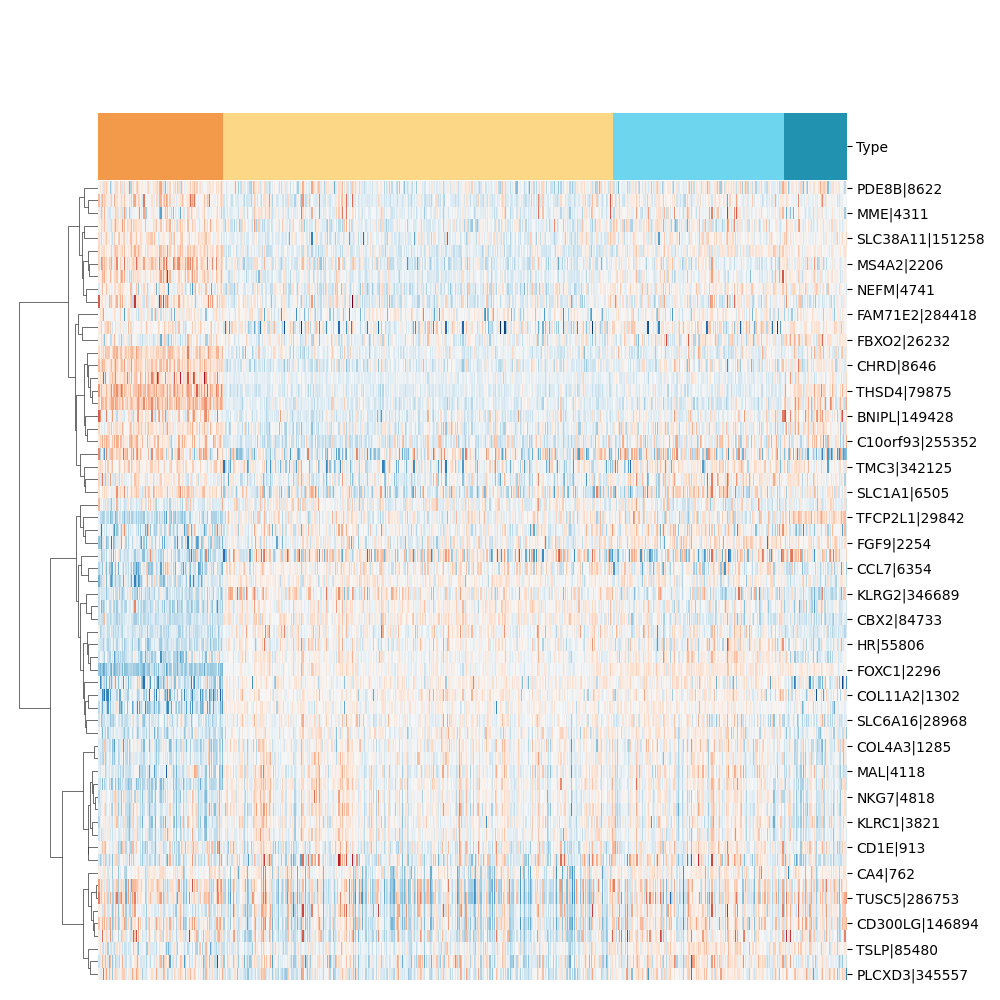 Type
PDE8B|8622
MME|4311
SLC38A11|151258
MS4A2|2206
NEFM|4741
FAM71E2|284418
FBXO2|26232
CHRD|8646
THSD4|79875
BNIPL|149428
C10orf93|255352
TMC3|342125
SLC1A1|6505
TFCP2L1|29842
FGF9|2254
CCL7|6354
KLRG2|346689
CBX2|84733
HR|55806
FOXC1|2296
COL11A2|1302
SLC6A16|28968
COL4A3|1285
MAL|4118
NKG7|4818
KLRC1|3821
CD1E|913
CA4|762
TUSC5|286753
CD300LG|146894
TSLP|85480
PLCXD3|345557